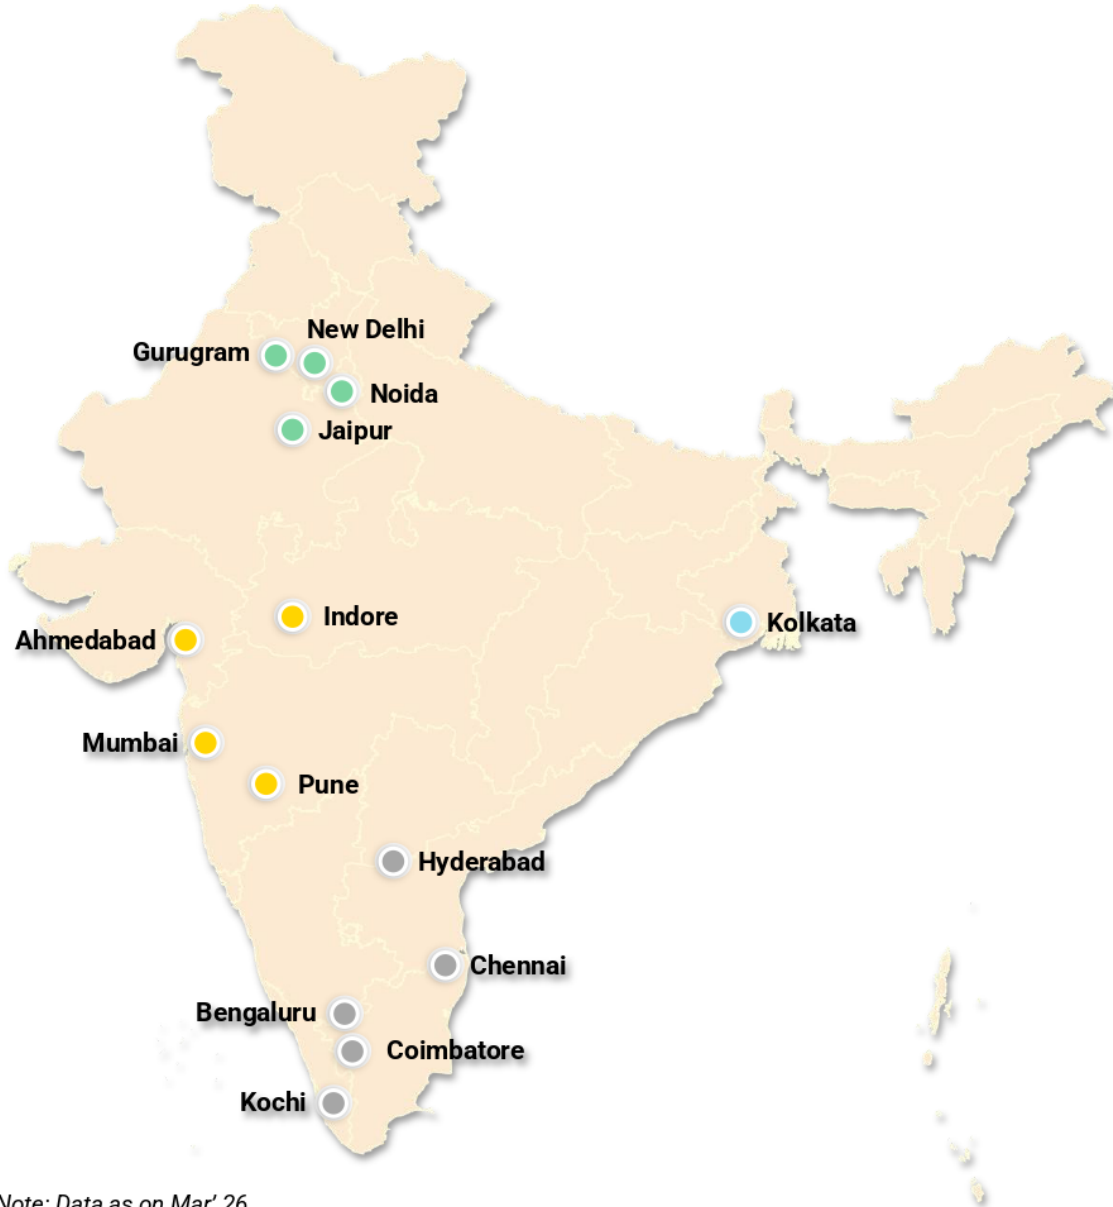 New Delhi
Gurugram
Noida
Jaipur
Indore
Kolkata
Ahmedabad
Mumbai
Pune
Hyderabad
Chennai
Bengaluru
Coimbatore
Kochi
Note: Data as on Mar' 26